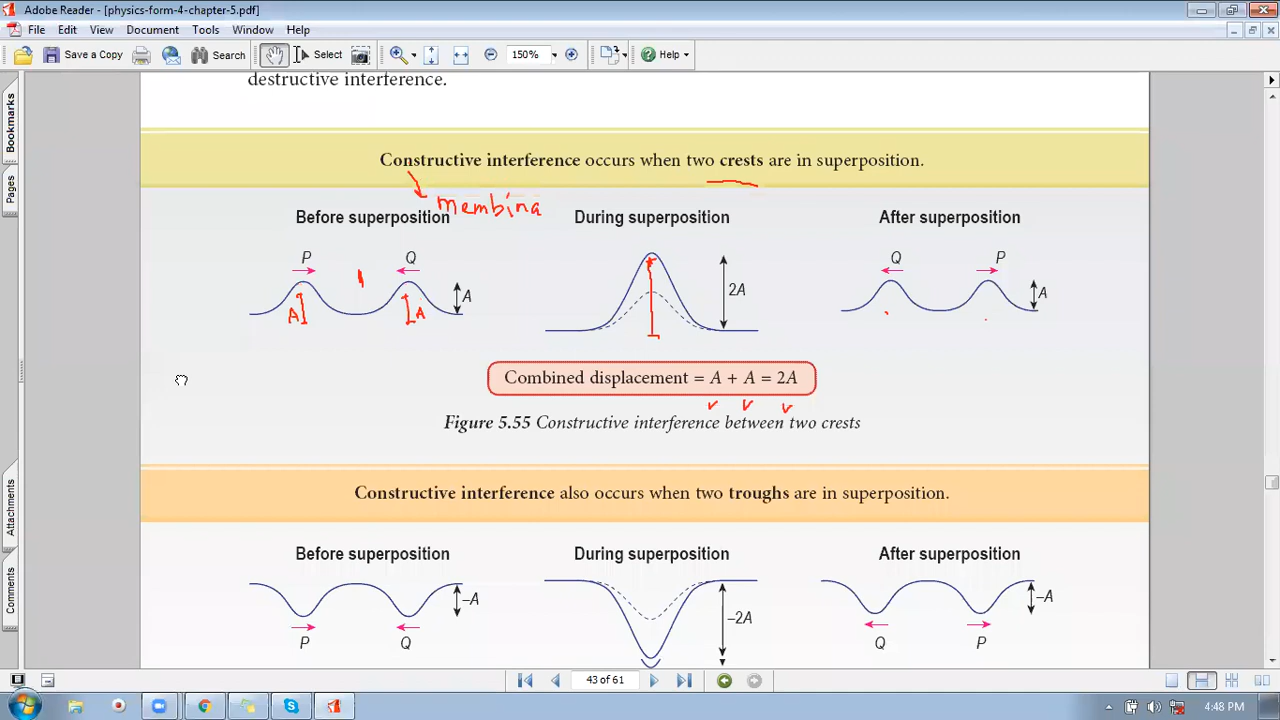 Adobe Reader - [physics-form-4-chapter-5.pdf]
File Edit View Document Tools Window Help
Save a Copy Search Select 150% Help
destructive interference.
Constructive interference occurs when two crests are in superposition.
membina
Before superposition During superposition After superposition
P Q Q P
A 2A A
A A
Combined displacement = A + A = 2A
Figure 5.55 Constructive interference between two crests
Constructive interference also occurs when two troughs are in superposition.
Before superposition During superposition After superposition
–A –2A –A
P Q Q P
Bookmarks
Pages
Attachments
Comments
43 of 61
4:48 PM